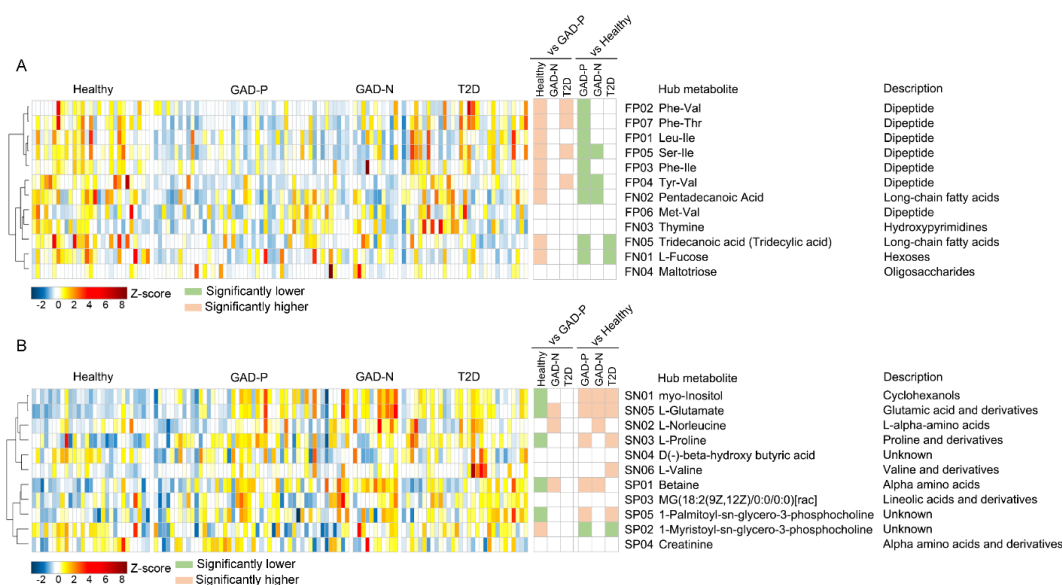 vs GAD-P
vs Healthy
A
Healthy
GAD-P
GAD-N
T2D
Healthy
GAD-N
T2D
GAD-P
GAD-N
T2D
Hub metabolite
Description
FP02 Phe-Val Dipeptide
FP07 Phe-Thr Dipeptide
FP01 Leu-Ile Dipeptide
FP05 Ser-Ile Dipeptide
FP03 Phe-Ile Dipeptide
FP04 Tyr-Val Dipeptide
FN02 Pentadecanoic Acid Long-chain fatty acids
FP06 Met-Val Dipeptide
FN03 Thymine Hydroxypyrimidines
FN05 Tridecanoic acid (Tridecylic acid) Long-chain fatty acids
FN01 L-Fucose Hexoses
FN04 Maltotriose Oligosaccharides
-2 0 2 4 6 8 Z-score
Significantly lower
Significantly higher
vs GAD-P
vs Healthy
B
Healthy
GAD-P
GAD-N
T2D
Healthy
GAD-N
T2D
GAD-P
GAD-N
T2D
Hub metabolite
Description
SN01 myo-Inositol Cyclohexanols
SN05 L-Glutamate Glutamic acid and derivatives
SN02 L-Norleucine L-alpha-amino acids
SN03 L-Proline Proline and derivatives
SN04 D(-)-beta-hydroxy butyric acid Unknown
SN06 L-Valine Valine and derivatives
SP01 Betaine Alpha amino acids
SP03 MG(18:2(9Z,12Z)/0:0/0:0)[rac] Lineolic acids and derivatives
SP05 1-Palmitoyl-sn-glycero-3-phosphocholine Unknown
SP02 1-Myristoyl-sn-glycero-3-phosphocholine Unknown
SP04 Creatinine Alpha amino acids and derivatives
-2 0 2 4 6 8 Z-score
Significantly lower
Significantly higher